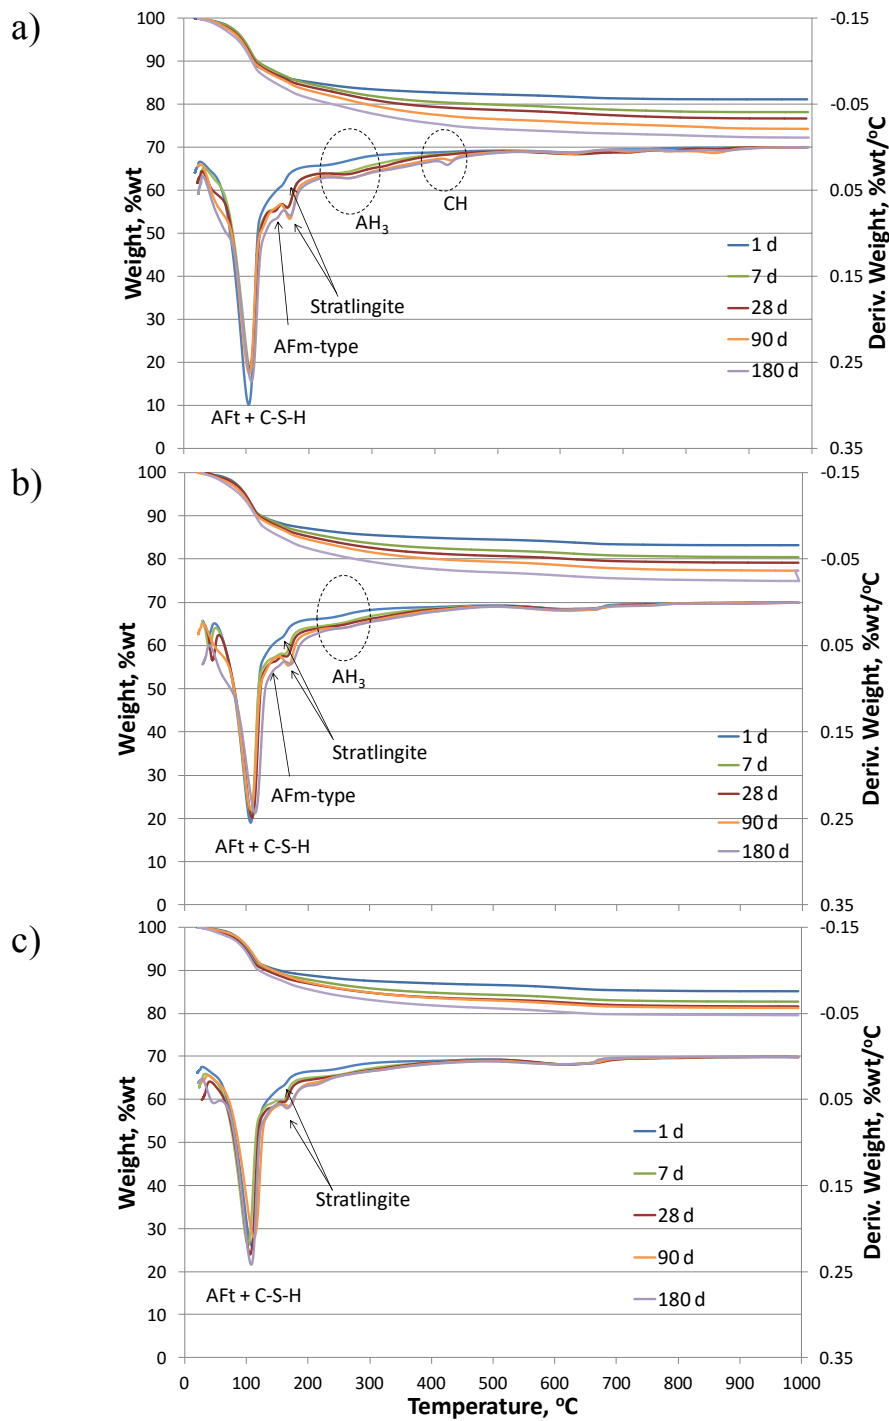 a)
100
90
80
70
60
50
40
30
20
10
0
Weight, %wt
-0.15
-0.05
0.05
0.15
0.25
0.35
Deriv. Weight, %wt/°C
AH3
CH
Stratlingite
AFm-type
AFt + C-S-H
1 d
7 d
28 d
90 d
180 d
b)
100
90
80
70
60
50
40
30
20
10
0
Weight, %wt
-0.15
-0.05
0.05
0.15
0.25
0.35
Deriv. Weight, %wt/°C
AH3
Stratlingite
AFm-type
AFt + C-S-H
1 d
7 d
28 d
90 d
180 d
c)
100
90
80
70
60
50
40
30
20
10
0
Weight, %wt
-0.15
-0.05
0.05
0.15
0.25
0.35
Deriv. Weight, %wt/°C
Stratlingite
AFt + C-S-H
1 d
7 d
28 d
90 d
180 d
0 100 200 300 400 500 600 700 800 900 1000
Temperature, °C